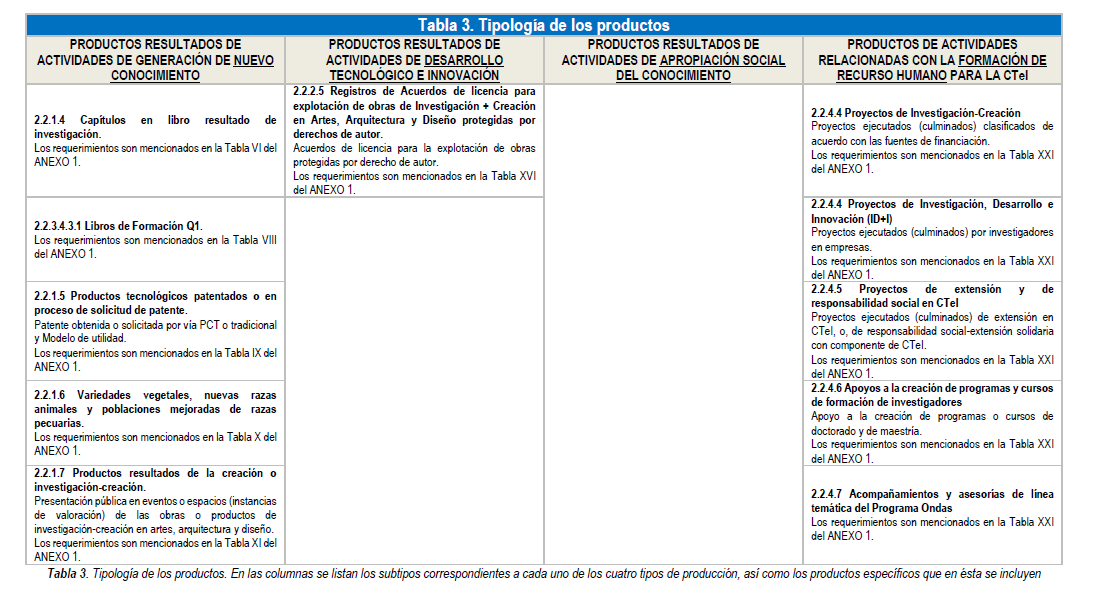 Tabla 3. Tipología de los productos
PRODUCTOS RESULTADOS DE
ACTIVIDADES DE GENERACIÓN DE NUEVO
CONOCIMIENTO
PRODUCTOS RESULTADOS DE
ACTIVIDADES DE DESARROLLO
TECNOLÓGICO E INNOVACIÓN
PRODUCTOS RESULTADOS DE
ACTIVIDADES DE APROPIACIÓN SOCIAL
DEL CONOCIMIENTO
PRODUCTOS DE ACTIVIDADES
RELACIONADAS CON LA FORMACIÓN DE
RECURSO HUMANO PARA LA CTeI
2.2.1.4 Capítulos en libro resultado de
investigación.
Los requerimientos son mencionados en la Tabla VI del
ANEXO 1.
2.2.2.5 Registros de Acuerdos de licencia para
explotación de obras de Investigación + Creación
en Artes, Arquitectura y Diseño protegidas por
derechos de autor.
Acuerdos de licencia para la explotación de obras
protegidas por derecho de autor.
Los requerimientos son mencionados en la Tabla XVI
del ANEXO 1.
2.2.4.4 Proyectos de Investigación-Creación
Proyectos ejecutados (culminados) clasificados de
acuerdo con las fuentes de financiación.
Los requerimientos son mencionados en la Tabla XXI
del ANEXO 1.
2.2.3.4.3.1 Libros de Formación Q1.
Los requerimientos son mencionados en la Tabla VIII
del ANEXO 1.
2.2.4.4 Proyectos de Investigación, Desarrollo e
Innovación (ID+I)
Proyectos ejecutados (culminados) por investigadores
en empresas.
Los requerimientos son mencionados en la Tabla XXI
del ANEXO 1.
2.2.1.5 Productos tecnológicos patentados o en
proceso de solicitud de patente.
Patente obtenida o solicitada por vía PCT o tradicional
y Modelo de utilidad.
Los requerimientos son mencionados en la Tabla IX del
ANEXO 1.
2.2.4.5 Proyectos de extensión y de
responsabilidad social en CTeI
Proyectos ejecutados (culminados) de extensión en
CTeI, o, de responsabilidad social-extensión solidaria
con componente de CTeI.
Los requerimientos son mencionados en la Tabla XXI
del ANEXO 1.
2.2.1.6 Variedades vegetales, nuevas razas
animales y poblaciones mejoradas de razas
pecuarias.
Los requerimientos son mencionados en la Tabla X del
ANEXO 1.
2.2.4.6 Apoyos a la creación de programas y cursos
de formación de investigadores
Apoyo a la creación de programas o cursos de
doctorado y de maestría.
Los requerimientos son mencionados en la Tabla XXI
del ANEXO 1.
2.2.1.7 Productos resultados de la creación o
investigación-creación.
Presentación pública en eventos o espacios (instancias
de valoración) de las obras o productos de
investigación-creación en artes, arquitectura y diseño.
Los requerimientos son mencionados en la Tabla XI del
ANEXO 1.
2.2.4.7 Acompañamientos y asesorías de línea
temática del Programa Ondas
Los requerimientos son mencionados en la Tabla XXI
del ANEXO 1.
Tabla 3. Tipología de los productos. En las columnas se listan los subtipos correspondientes a cada uno de los cuatro tipos de producción, así como los productos específicos que en ésta se incluyen